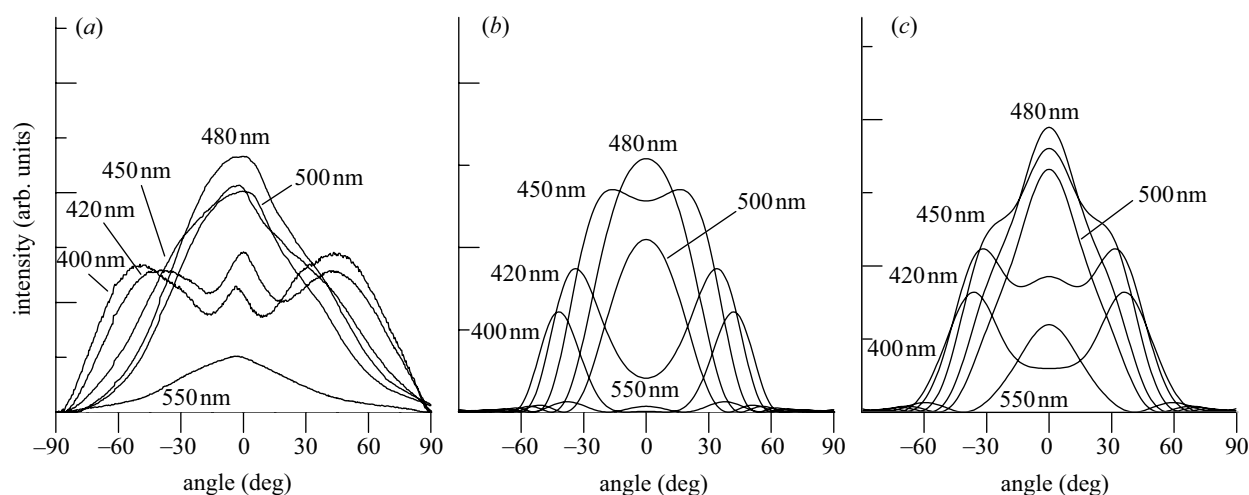 (a)
(b)
(c)
intensity (arb. units)
480 nm
450 nm
500 nm
420 nm
400 nm
550 nm
480 nm
450 nm
500 nm
420 nm
400 nm
550 nm
480 nm
450 nm
500 nm
420 nm
400 nm
550 nm
–90 –60 –30 0 30 60 90
–60 –30 0 30 60 90
–60 –30 0 30 60 90
angle (deg)
angle (deg)
angle (deg)